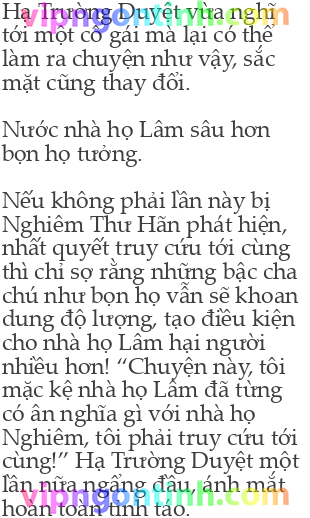 Hạ Trường Duyệt vừa nghĩ
tới một cô gái mà lại có thể
làm ra chuyện như vậy, sắc
mặt cũng thay đổi.
Nước nhà họ Lâm sâu hơn
bọn họ tưởng.
Nếu không phải lần này bị
Nghiêm Thư Hãn phát hiện,
nhất quyết truy cứu tới cùng
thì chỉ sợ rằng những bậc cha
chú như bọn họ vẫn sẽ khoan
dung độ lượng, tạo điều kiện
cho nhà họ Lâm hại người
nhiều hơn! “Chuyện này, tôi
mặc kệ nhà họ Lâm đã từng
có ân nghĩa gì với nhà họ
Nghiêm, tôi phải truy cứu tới
cùng!” Hạ Trường Duyệt một
lần nữa ngẩng đầu, ánh mắt
hoàn toàn tỉnh táo.
vipngontinh.com
vipngontinh.com